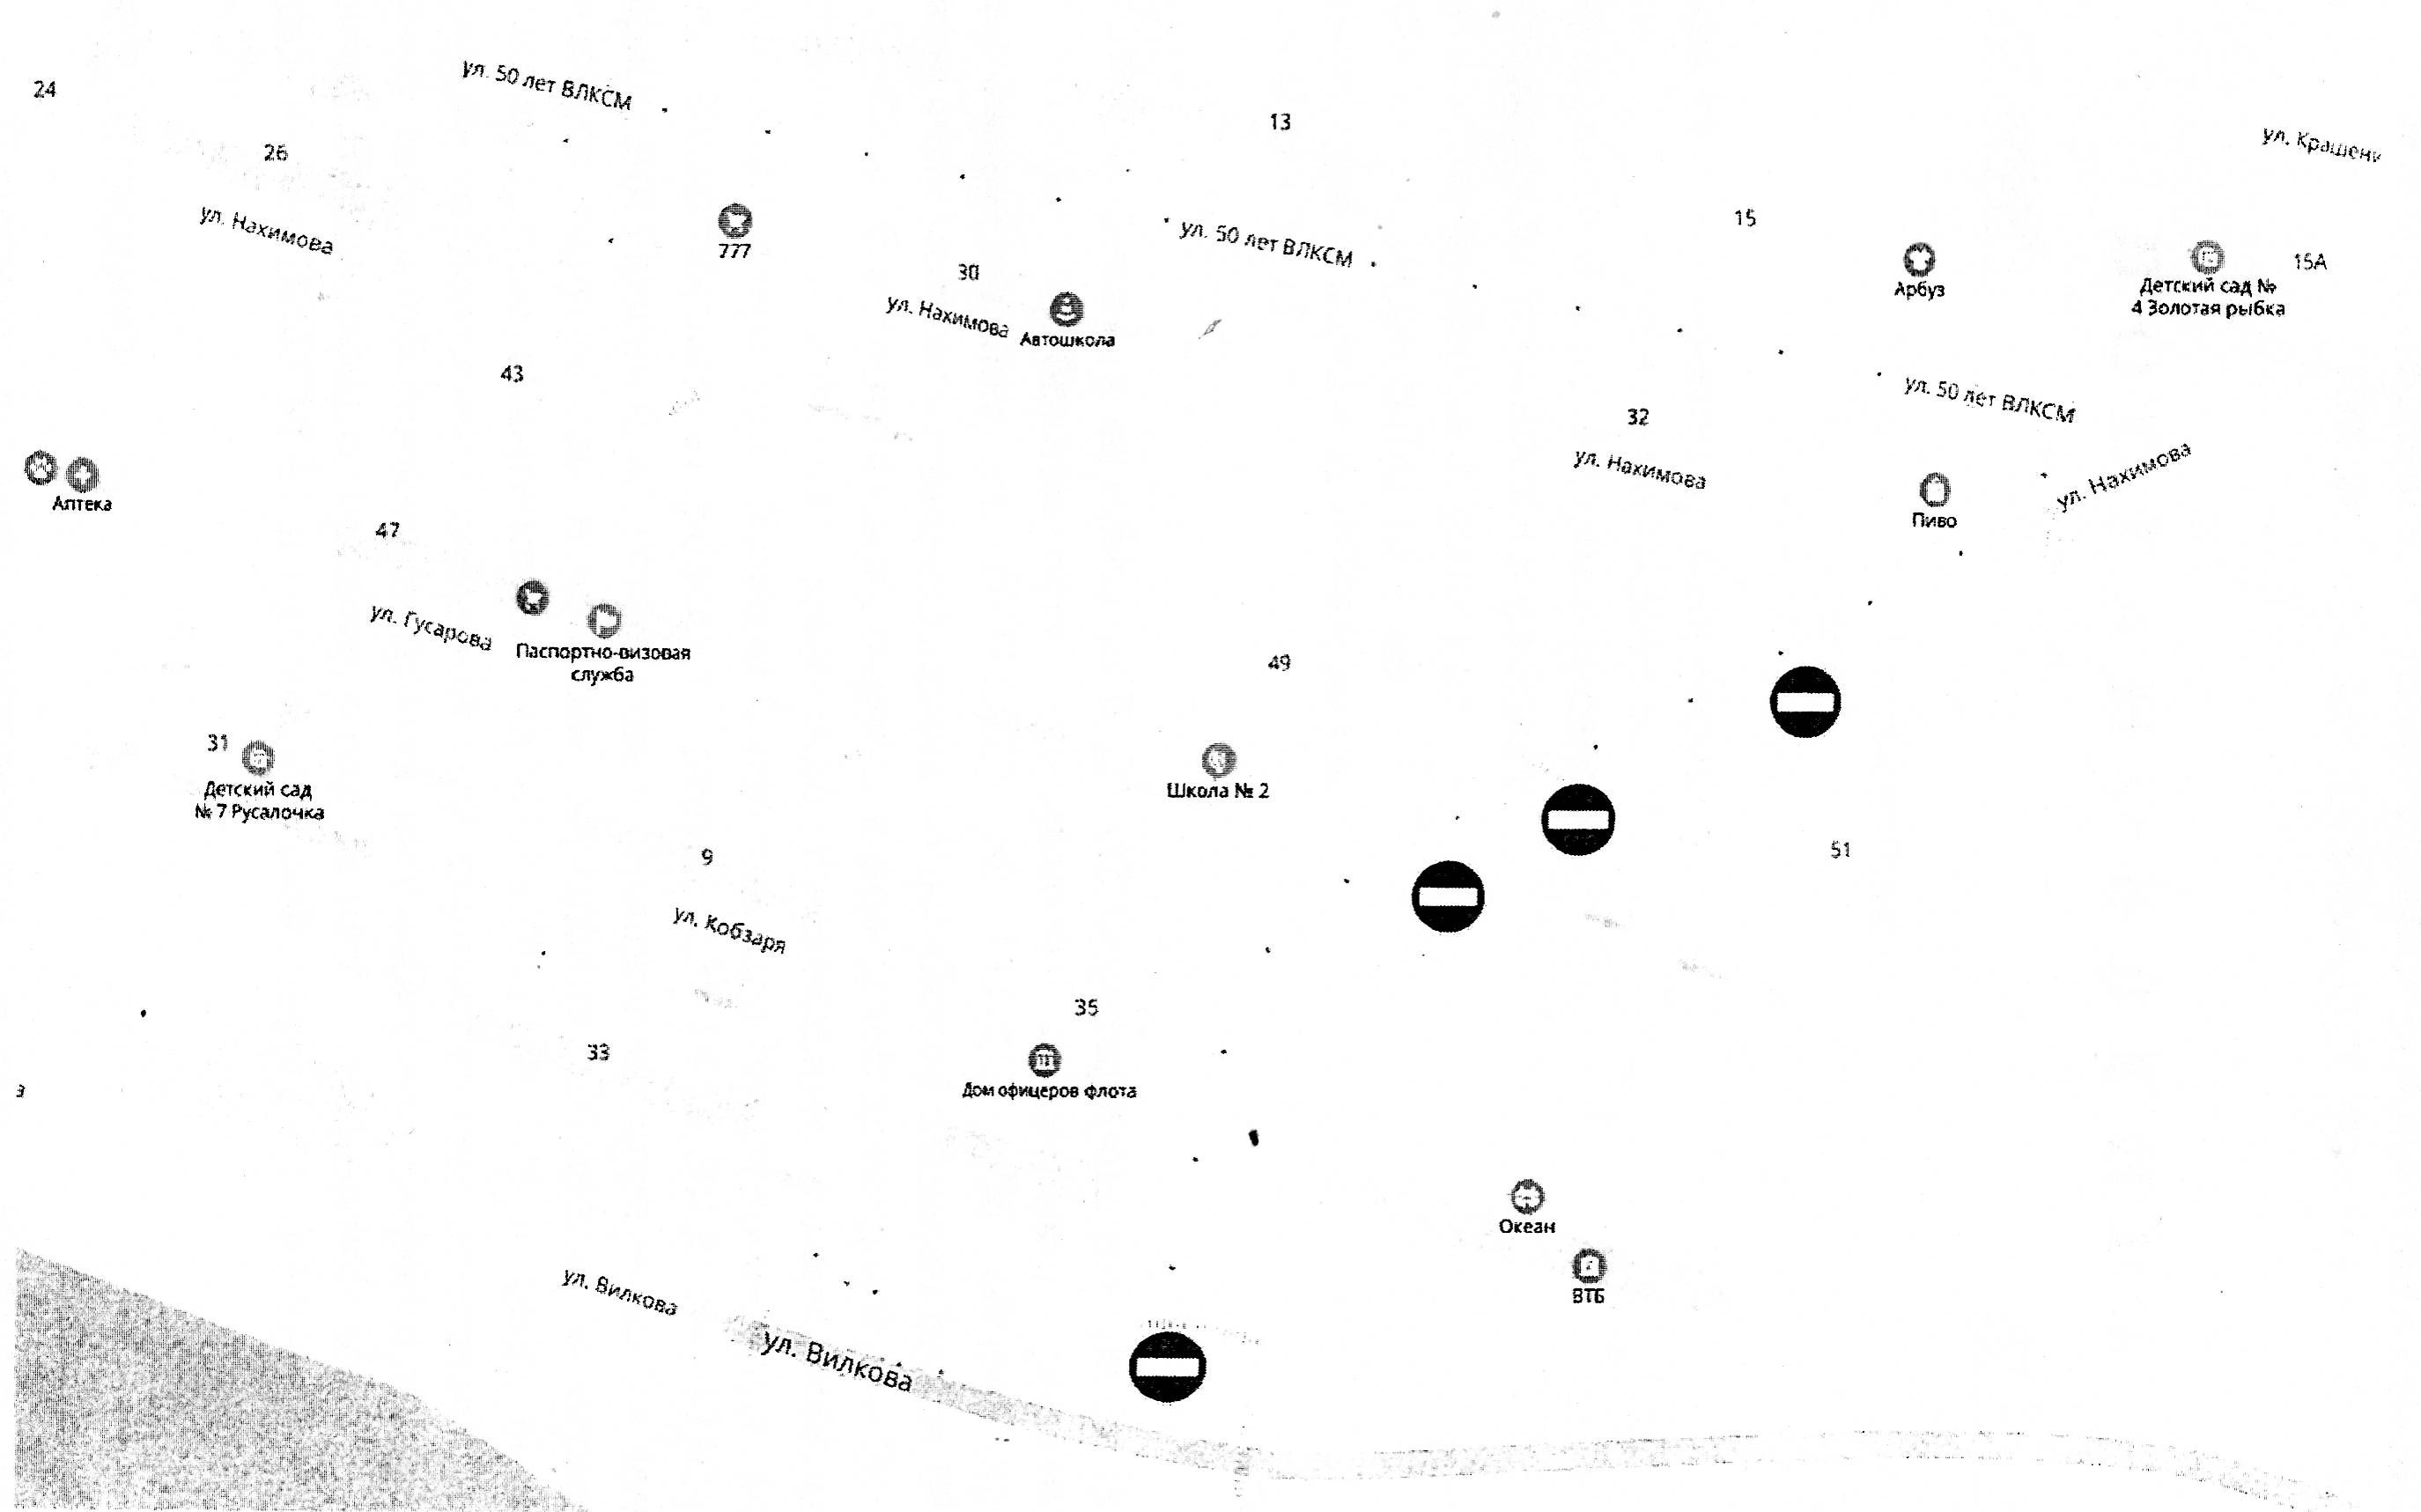 24
ул. 50 лет ВЛКСМ
13
ул. Крашени
26
15
ул. Нахимова
777
ул. 50 лет ВЛКСМ
15А
30
Арбуз
Детский сад №
4 Золотая рыбка
ул. Нахимова
Автошкола
43
ул. 50 лет ВЛКСМ
32
ул. Нахимова
ул. Нахимова
Аптека
Пиво
47
ул. Гусарова
Паспортно-визовая
служба
49
31
Школа № 2
Детский сад
№ 7 Русалочка
51
9
ул. Кобзаря
35
33
Дом офицеров флота
з
Океан
ул. Вилкова
ВТБ
ул. Вилкова